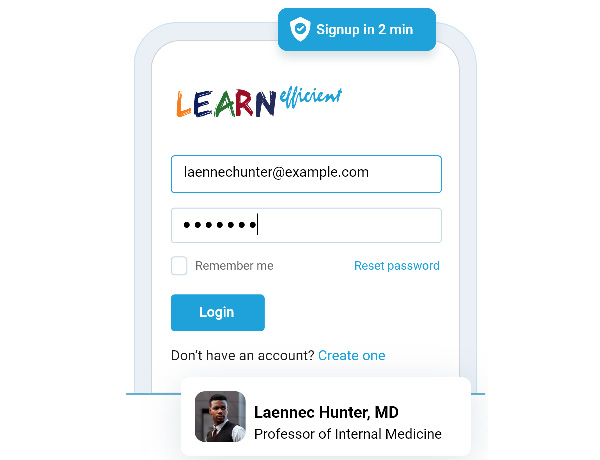 Signup in 2 min
LEARN efficient
laennechunter@example.com
Remember me
Reset password
Login
Don't have an account? Create one
Laennec Hunter, MD
Professor of Internal Medicine